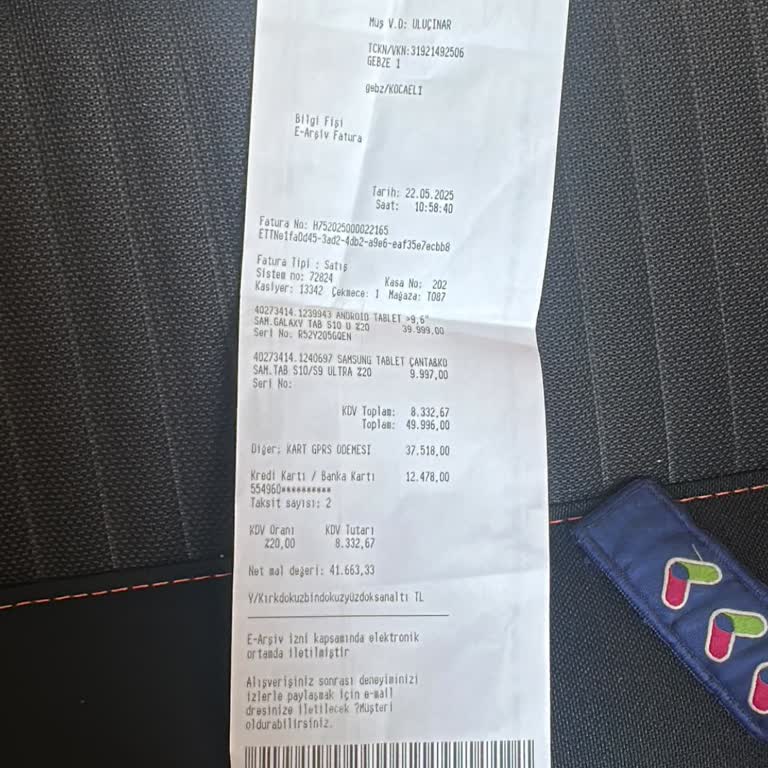 Müş V.D: ULUÇINAR
TCKN/VKN:31921492506
GEBZE 1
gebz/KOCAELI
Bilgi Fişi
E-Arşiv Fatura
Tarih: 22.05.2025
Saat: 10:58:40
Fatura No: H752025000022165
ETTNe1fa0d45-3ad2-4db2-a9e6-eaf35e7ecbb8
Fatura Tipi : Satış
Sistem no: 72824 Kasa No: 202
Kasiyer: 13342 Çekmece: 1 Mağaza: T087
40273414.1239943 ANDROID TABLET >9,6"
SAM.GALAXY TAB S10 U %20 39.999,00
Seri No: R52Y205GQEN
40273414.1240697 SAMSUNG TABLET ÇANTA&KO
SAM.TAB S10/S9 ULTRA %20 9.997,00
Seri No:
KDV Toplam: 8.332,67
Toplam: 49.996,00
Diğer: KART GPRS ÖDEMESI 37.518,00
Kredi Kartı / Banka Kartı 12.478,00
554960**********
Taksit sayısı: 2
KDV Oranı KDV Tutarı
%20,00 8.332,67
Net mal değeri: 41.663,33
Y/Kırkdokuzbindokuzyüzdoksanaltı TL
E-Arşiv izni kapsamında elektronik
ortamda iletilmiştir
Alışverişiniz sonrası deneyiminizi
izlerle paylaşmak için e-mail
dresinize iletilecek ?Müşteri
oldurabilirsiniz.